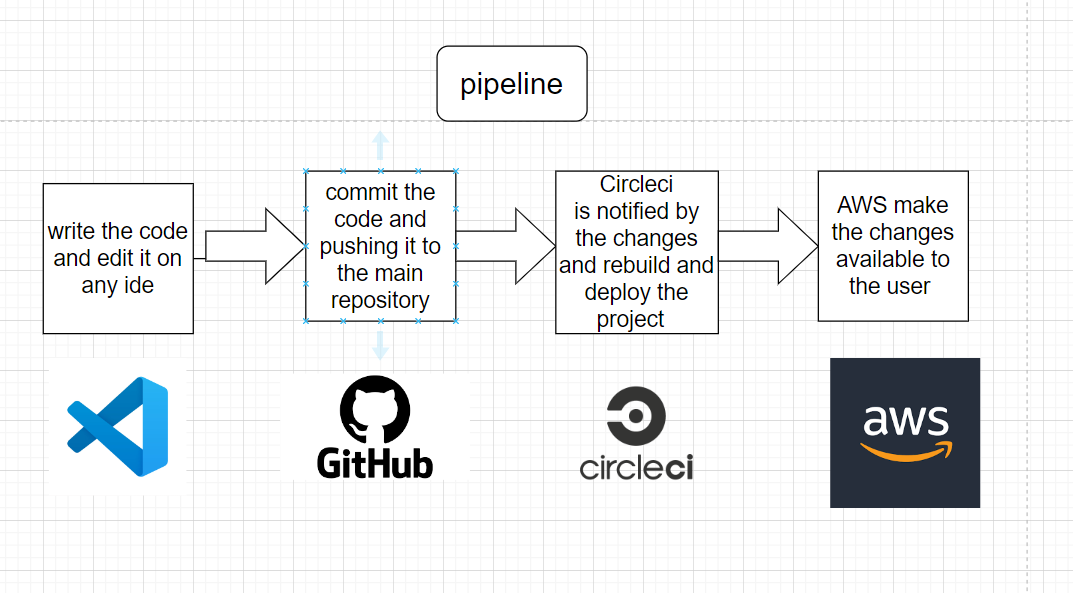 pipeline
write the code
and edit it on
any ide
commit the
code and
pushing it to
the main
repository
Circleci
is notified by
the changes
and rebuild and
deploy the
project
AWS make
the changes
available to
the user
GitHub
circleci
aws